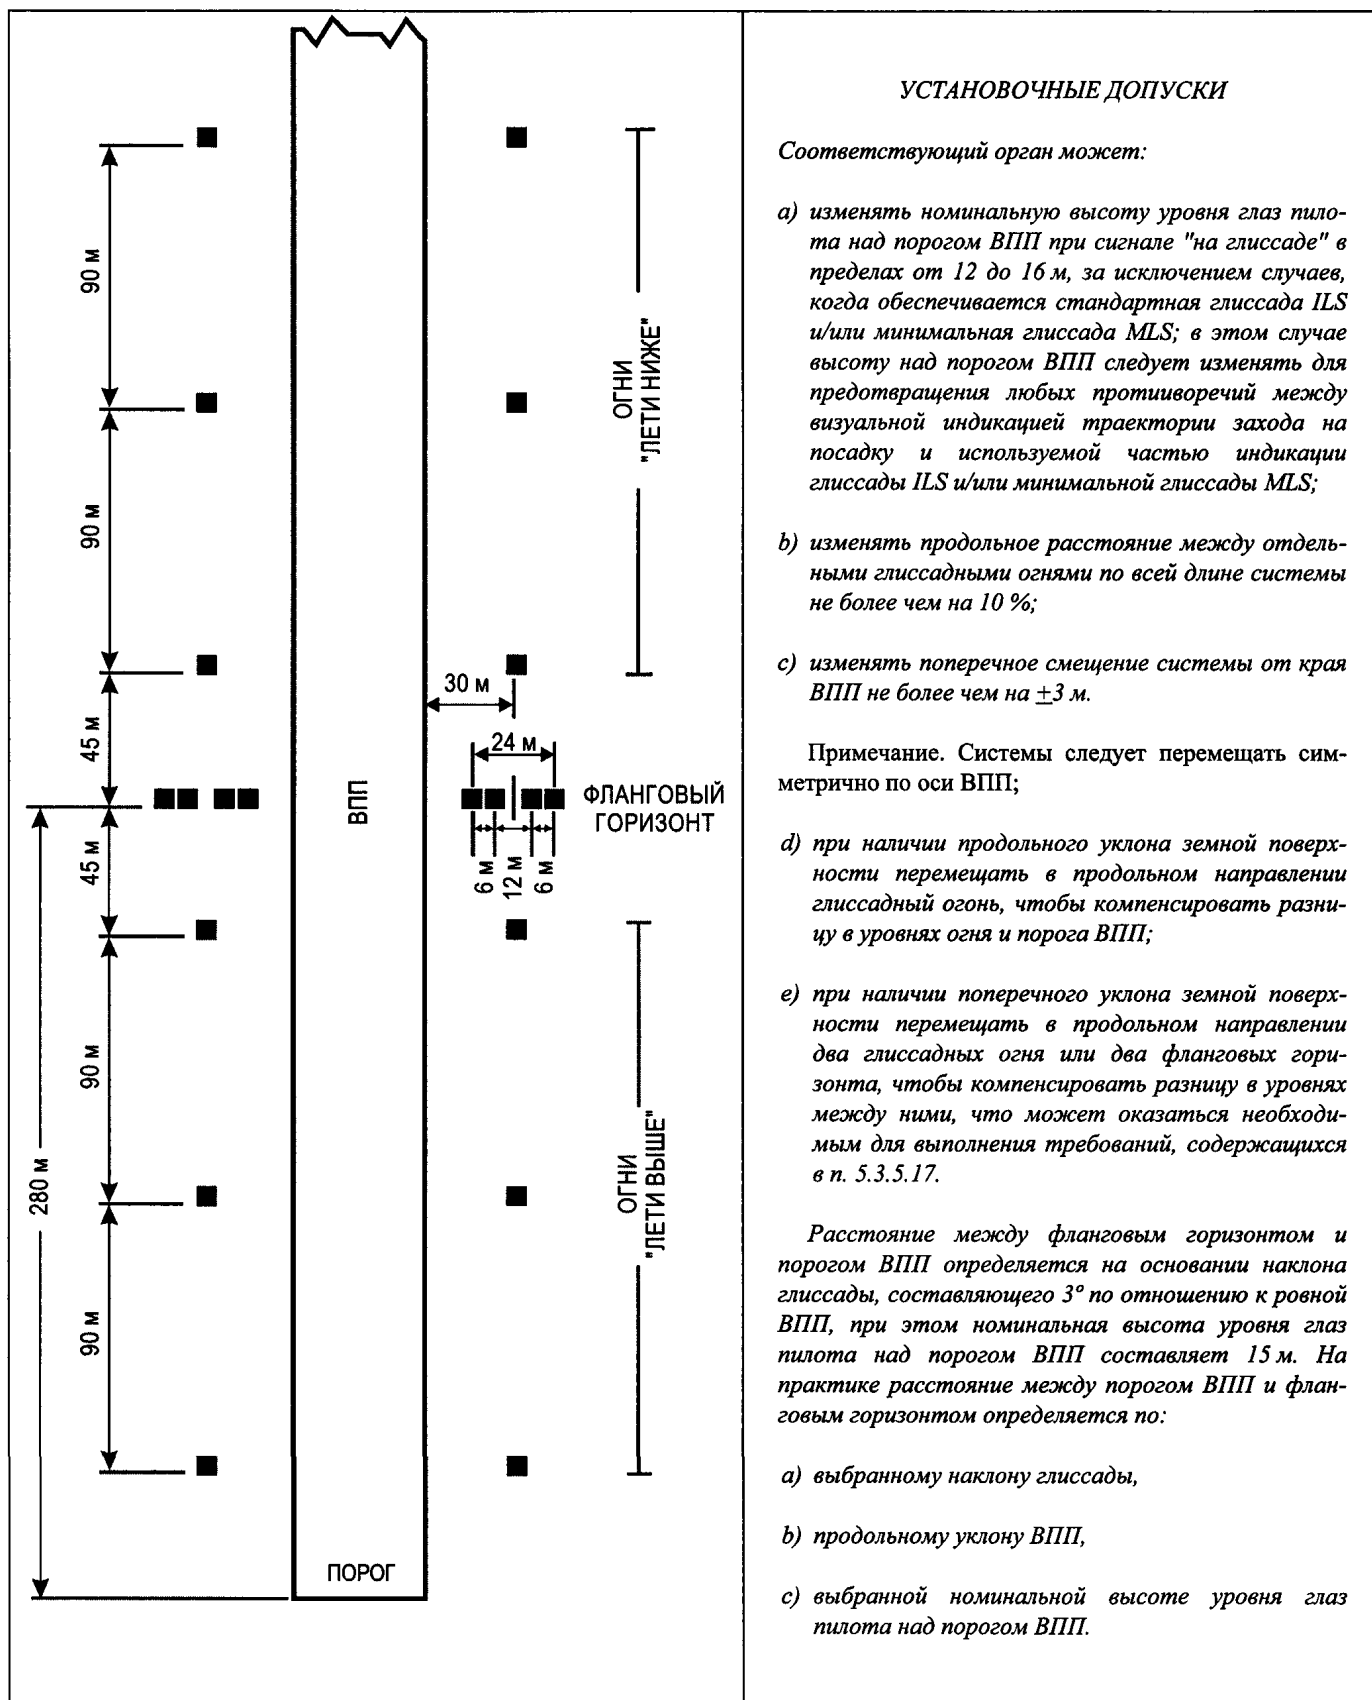 90 м
90 м
45 м
45 м
90 м
90 м
280 м
ВПП
ПОРОГ
30 м
24 м
6 м
12 м
6 м
ФЛАНГОВЫЙ
ГОРИЗОНТ
ОГНИ
"ЛЕТИ НИЖЕ"
ОГНИ
"ЛЕТИ ВЫШЕ"
УСТАНОВОЧНЫЕ ДОПУСКИ
Соответствующий орган может:
a) изменять номинальную высоту уровня глаз пило-
та над порогом ВПП при сигнале "на глиссаде" в
пределах от 12 до 16 м, за исключением случаев,
когда обеспечивается стандартная глиссада ILS
и/или минимальная глиссада MLS; в этом случае
высоту над порогом ВПП следует изменять для
предотвращения любых протииворечий между
визуальной индикацией траектории захода на
посадку и используемой частью индикации
глиссады ILS и/или минимальной глиссады MLS;
b) изменять продольное расстояние между отдель-
ными глиссадными огнями по всей длине системы
не более чем на 10 %;
c) изменять поперечное смещение системы от края
ВПП не более чем на ±3 м.
Примечание. Системы следует перемещать сим-
метрично по оси ВПП;
d) при наличии продольного уклона земной поверх-
ности перемещать в продольном направлении
глиссадный огонь, чтобы компенсировать разни-
цу в уровнях огня и порога ВПП;
e) при наличии поперечного уклона земной поверх-
ности перемещать в продольном направлении
два глиссадных огня или два фланговых гори-
зонта, чтобы компенсировать разницу в уровнях
между ними, что может оказаться необходи-
мым для выполнения требований, содержащихся
в п. 5.3.5.17.
Расстояние между фланговым горизонтом и
порогом ВПП определяется на основании наклона
глиссады, составляющего 3° по отношению к ровной
ВПП, при этом номинальная высота уровня глаз
пилота над порогом ВПП составляет 15 м. На
практике расстояние между порогом ВПП и флан-
говым горизонтом определяется по:
a) выбранному наклону глиссады,
b) продольному уклону ВПП,
c) выбранной номинальной высоте уровня глаз
пилота над порогом ВПП.